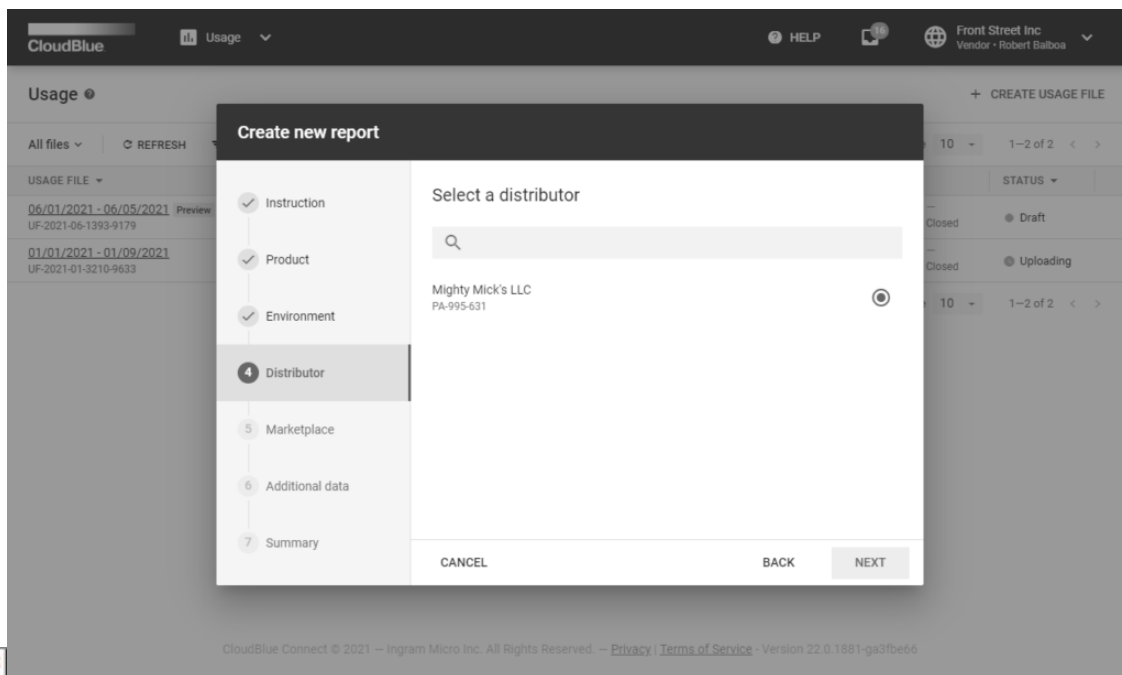 CloudBlue
Usage
HELP
16
Front Street Inc
Vendor • Robert Balboa
Usage
+ CREATE USAGE FILE
All files
REFRESH
10
1–2 of 2
USAGE FILE
STATUS
06/01/2021 - 06/05/2021 Preview
UF-2021-06-1393-9179
—
Closed
Draft
01/01/2021 - 01/09/2021
UF-2021-01-3210-9633
—
Closed
Uploading
10
1–2 of 2
Create new report
Instruction
Product
Environment
4 Distributor
5 Marketplace
6 Additional data
7 Summary
Select a distributor
Mighty Mick's LLC
PA-995-631
CANCEL
BACK
NEXT
CloudBlue Connect © 2021 — Ingram Micro Inc. All Rights Reserved. — Privacy | Terms of Service - Version 22.0.1881-ga3fbe66